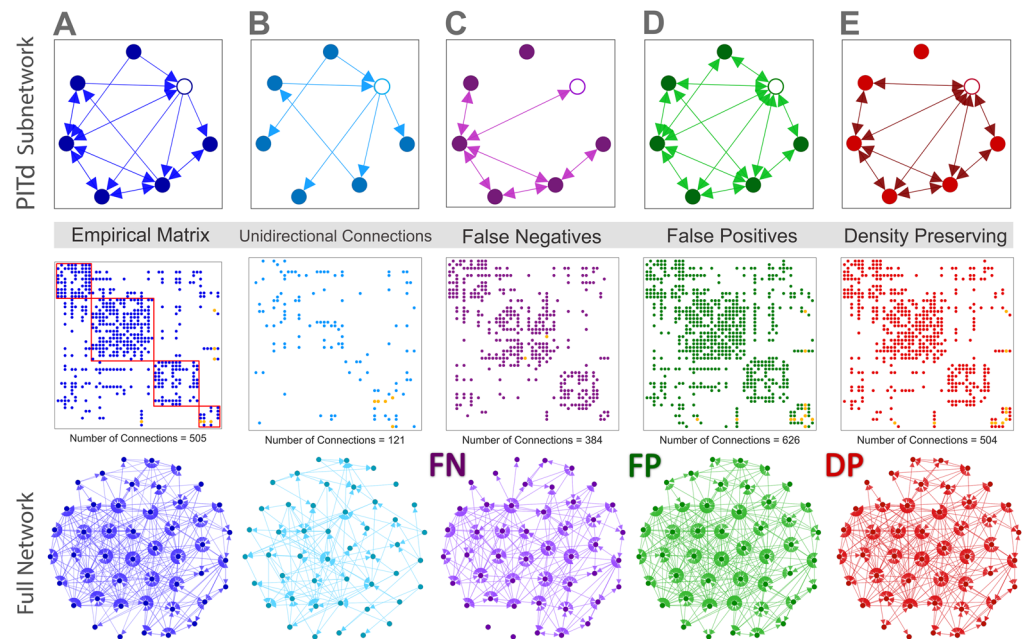 A B C D E
PITd Subnetwork
Empirical Matrix Unidirectional Connections False Negatives False Positives Density Preserving
Number of Connections = 505 Number of Connections = 121 Number of Connections = 384 Number of Connections = 626 Number of Connections = 504
FN FP DP
Full Network